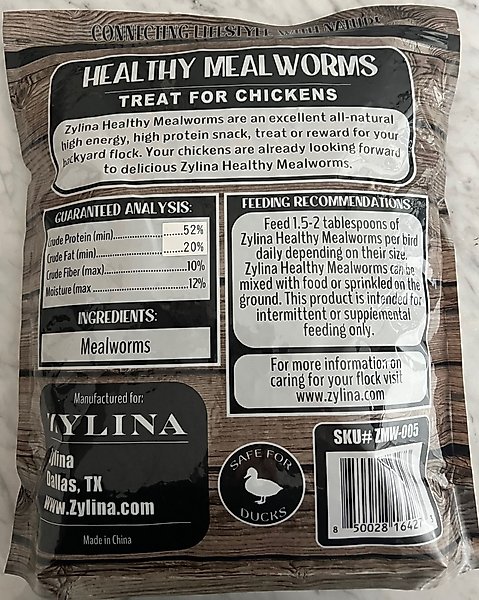 CONNECTING LIFESTYLE WITH NATURE
HEALTHY MEALWORMS
TREAT FOR CHICKENS
Zylina Healthy Mealworms are an excellent all-natural
high energy, high protein snack, treat or reward for your
backyard flock. Your chickens are already looking forward
to delicious Zylina Healthy Mealworms.
GUARANTEED ANALYSIS:
Crude Protein (min)..................52%
Crude Fat (min)........................20%
Crude Fiber (max)......................10%
Moisture (max..........................12%
INGREDIENTS:
Mealworms
FEEDING RECOMMENDATIONS:
Feed 1.5-2 tablespoons of
Zylina Healthy Mealworms per bird
daily depending on their size.
Zylina Healthy Mealworms can be
mixed with food or sprinkled on the
ground. This product is intended for
intermittent or supplemental
feeding only.
For more information on
caring for your flock visit
www.zylina.com
Manufactured for:
ZYLINA
Zylina
Dallas, TX
www.Zylina.com
Made in China
SAFE FOR
DUCKS
SKU# ZMW-005
8 50028 16427